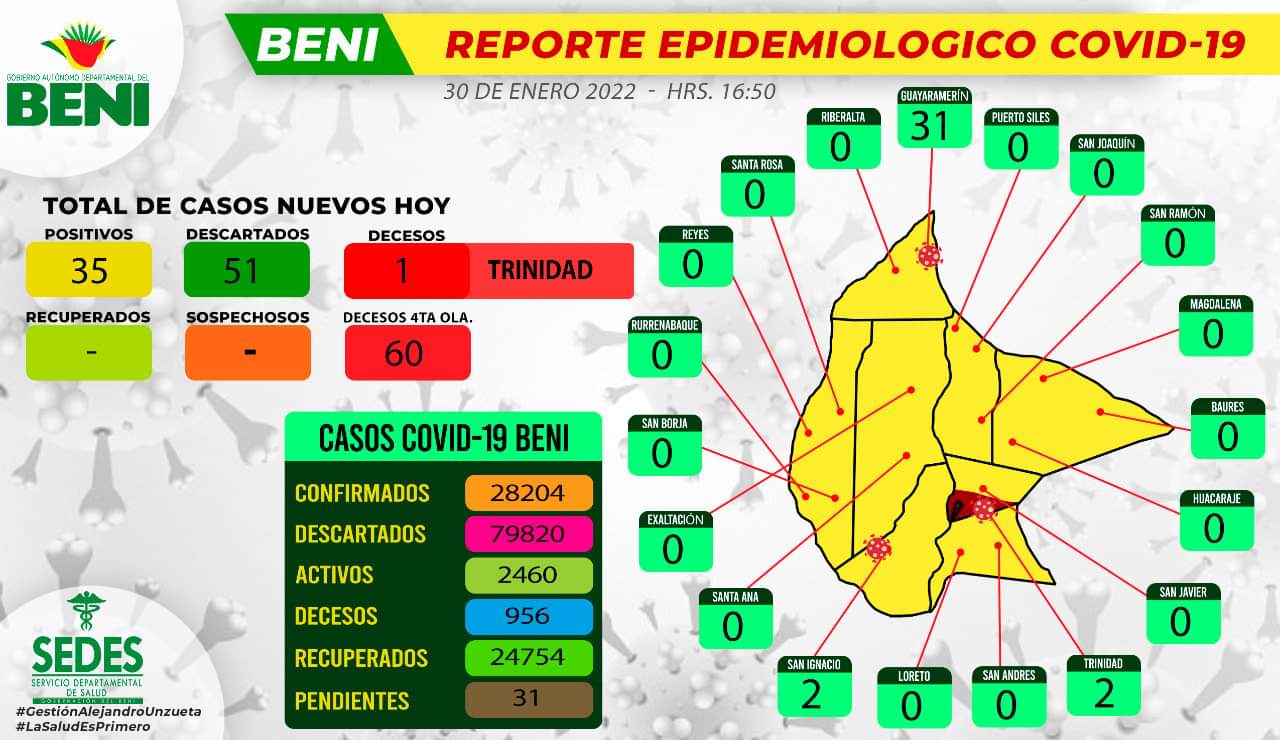 GOBIERNO AUTÓNOMO DEPARTAMENTAL DEL
BENI
BENI
REPORTE EPIDEMIOLOGICO COVID-19
30 DE ENERO 2022 - HRS. 16:50
TOTAL DE CASOS NUEVOS HOY
POSITIVOS
35
DESCARTADOS
51
DECESOS
1
TRINIDAD
RECUPERADOS
-
SOSPECHOSOS
-
DECESOS 4TA OLA.
60
CASOS COVID-19 BENI
CONFIRMADOS 28204
DESCARTADOS 79820
ACTIVOS 2460
DECESOS 956
RECUPERADOS 24754
PENDIENTES 31
GUAYARAMERÍN
31
RIBERALTA
0
PUERTO SILES
0
SAN JOAQUÍN
0
SANTA ROSA
0
SAN RAMÓN
0
REYES
0
MAGDALENA
0
RURRENABAQUE
0
BAURES
0
SAN BORJA
0
HUACARAJE
0
EXALTACIÓN
0
SAN JAVIER
0
SANTA ANA
0
SAN IGNACIO
2
LORETO
0
SAN ANDRES
0
TRINIDAD
2
SEDES
SERVICIO DEPARTAMENTAL
DE SALUD
GOBERNACIÓN DEL BENI
#GestiónAlejandroUnzueta
#LaSaludEsPrimero